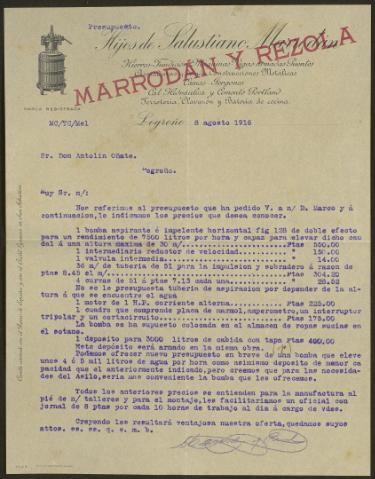 Presupuesto.
Hijos de Salustiano Marrodán
MARRODAN Y REZOLA
Camas Jergones
Cal Hidráulica y Cemento Portland
Ferretería, Clavazón y Batería de cocina.
MARCA REGISTRADA
MC/TC/Mel
Logroño 8 agosto 1916
Sr. Don Antolin Oñate.
ogroño.
uy Sr. n/:
Nos referimos al presupuesto que ha pedido V. a n/ D. Marco y á
continuacion, le indicamos los precios que desea conocer.
1 bomba aspirante é impelente horizontal fig 128 de doble efecto
para un rendimiento de 7500 litros por hora y capaz para elevar dicho cau
dal á una altura maxima de 30 m/. Ptas 500.00
1 intermediario reductor de velocidad. " 150.00
1 valvula intermedia. " 14.00
36 m/ de tuberia de 51 para la impulsion y sobradero á razon de
ptas 8.45 el m/. Ptas 304.20
4 curvas de 51 á ptas 7.13 cada una. " 28.52
No se le presupuesta tuberia de aspiracion por depender de la al
tura á que se encuentre el agua
1 motor de 1 H.P. corriente alterna. Ptas 225.00
1 cuadro que comprende placa de marmol, amperometro, un interruptor
tripolar y un cortacircuito. Ptas 175.00
La bomba se ha supuesto colocada en el almacen de ropas sucias en
el sotano.
1 deposito para 3000 litros de cabida con tapa Ptas 400.00
Este deposito será armado en la misma obra.
Podemos ofrecer nuevo presupuesto en breve de una bomba que eleve
unos 4 ó 5 mil litros de agua por hora como asimismo deposito de menor ca
pacidad que el anteriormente indicado, pero creemos que para las necesida-
des del Asilo, seria más conveniente la bomba que les ofrecemos.
Todos los anteriores precios se entienden para la manufactura al
pié de n/ talleres y para el montaje, les facilitariamos un oficial con
jornal de 8 ptas por cada 10 horas de trabajo al dia á cargo de vdes.
Creyendo les resultará ventajosa nuestra oferta, quedamos suyos
attos. ss. ss. q. e. m. b.